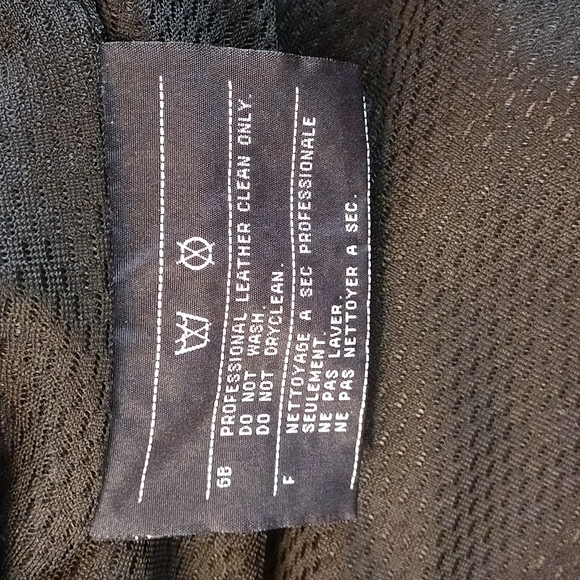 GB PROFESSIONAL LEATHER CLEAN ONLY.
DO NOT WASH.
DO NOT DRYCLEAN.
F NETTOYAGE A SEC PROFESSIONALE
SEULEMENT.
NE PAS LAVER.
NE PAS NETTOYER A SEC.